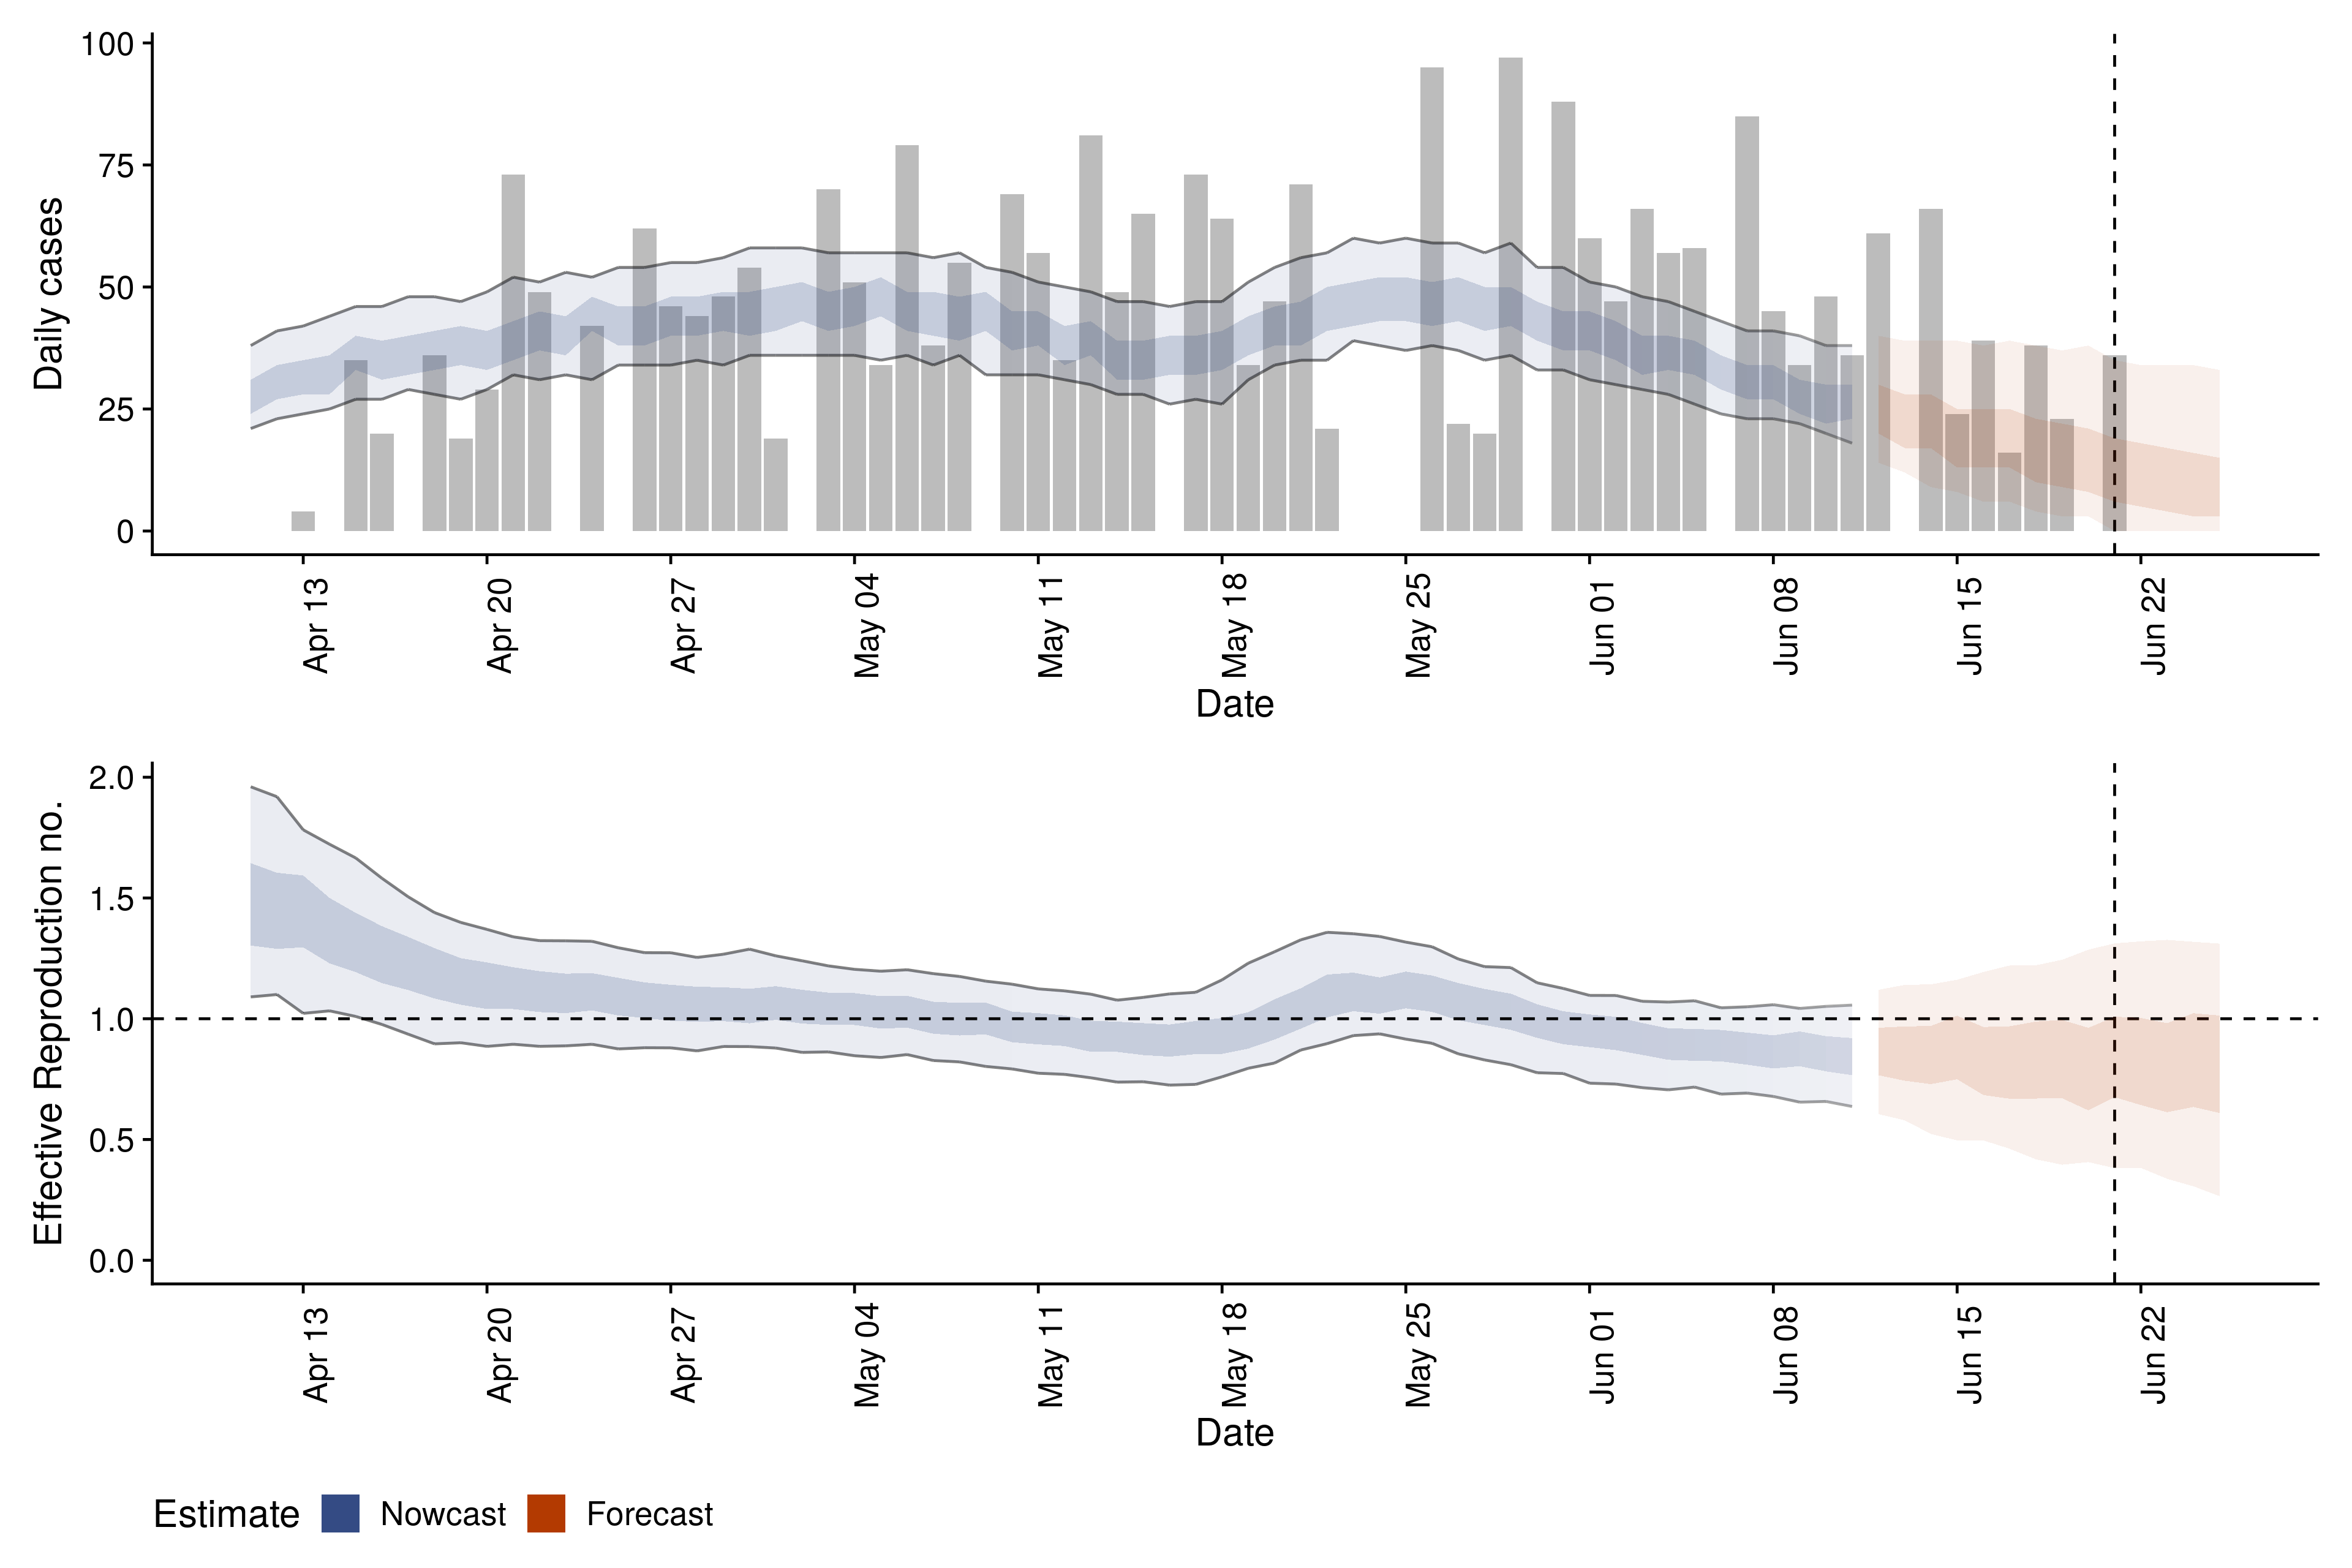 100
75
50
25
0
Daily cases
Apr 13
Apr 20
Apr 27
May 04
May 11
May 18
May 25
Jun 01
Jun 08
Jun 15
Jun 22
Date
2.0
1.5
1.0
0.5
0.0
Effective Reproduction no.
Apr 13
Apr 20
Apr 27
May 04
May 11
May 18
May 25
Jun 01
Jun 08
Jun 15
Jun 22
Date
Estimate Nowcast Forecast